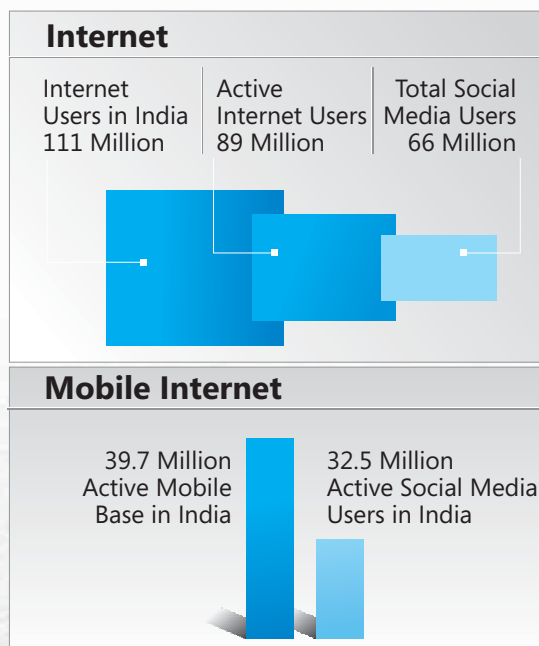 Internet
Internet
Users in India
111 Million
Active
Internet Users
89 Million
Total Social
Media Users
66 Million
Mobile Internet
39.7 Million
Active Mobile
Base in India
32.5 Million
Active Social Media
Users in India